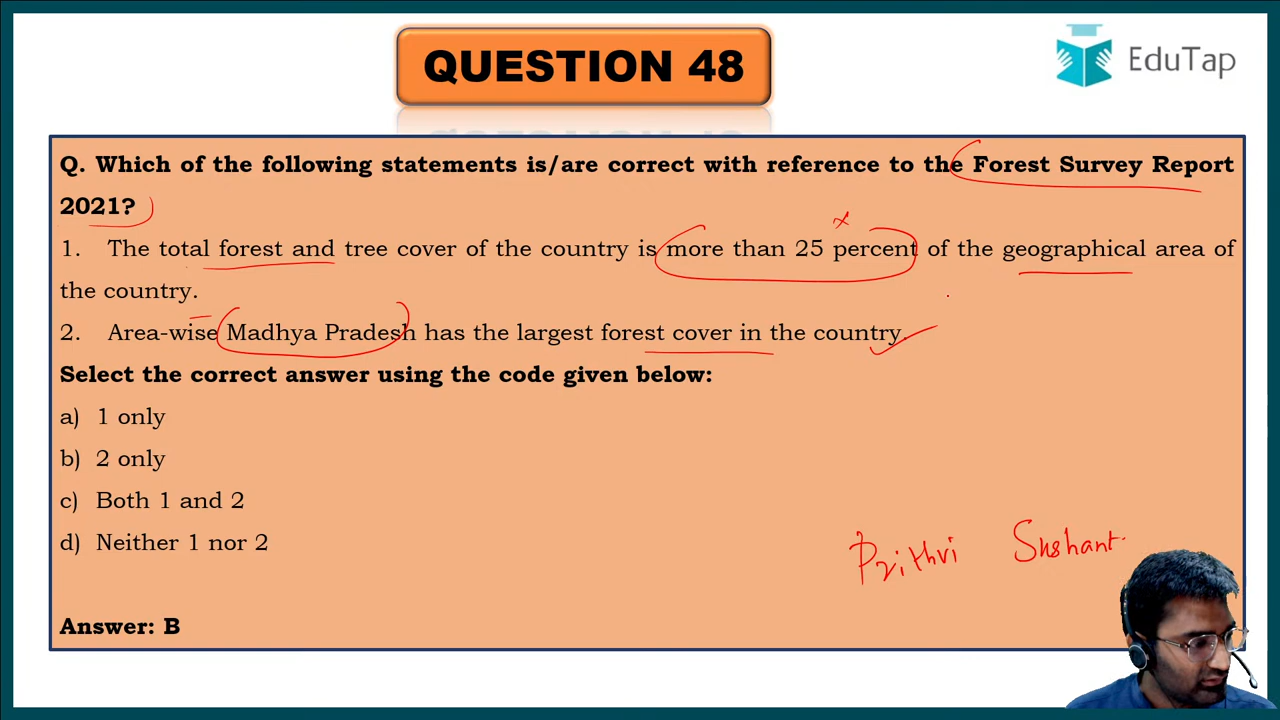 QUESTION 48
EduTap
Q. Which of the following statements is/are correct with reference to the Forest Survey Report
2021?
1. The total forest and tree cover of the country is more than 25 percent of the geographical area of
the country.
2. Area-wise Madhya Pradesh has the largest forest cover in the country.
Select the correct answer using the code given below:
a) 1 only
b) 2 only
c) Both 1 and 2
d) Neither 1 nor 2
Prithvi Sushant
Answer: B